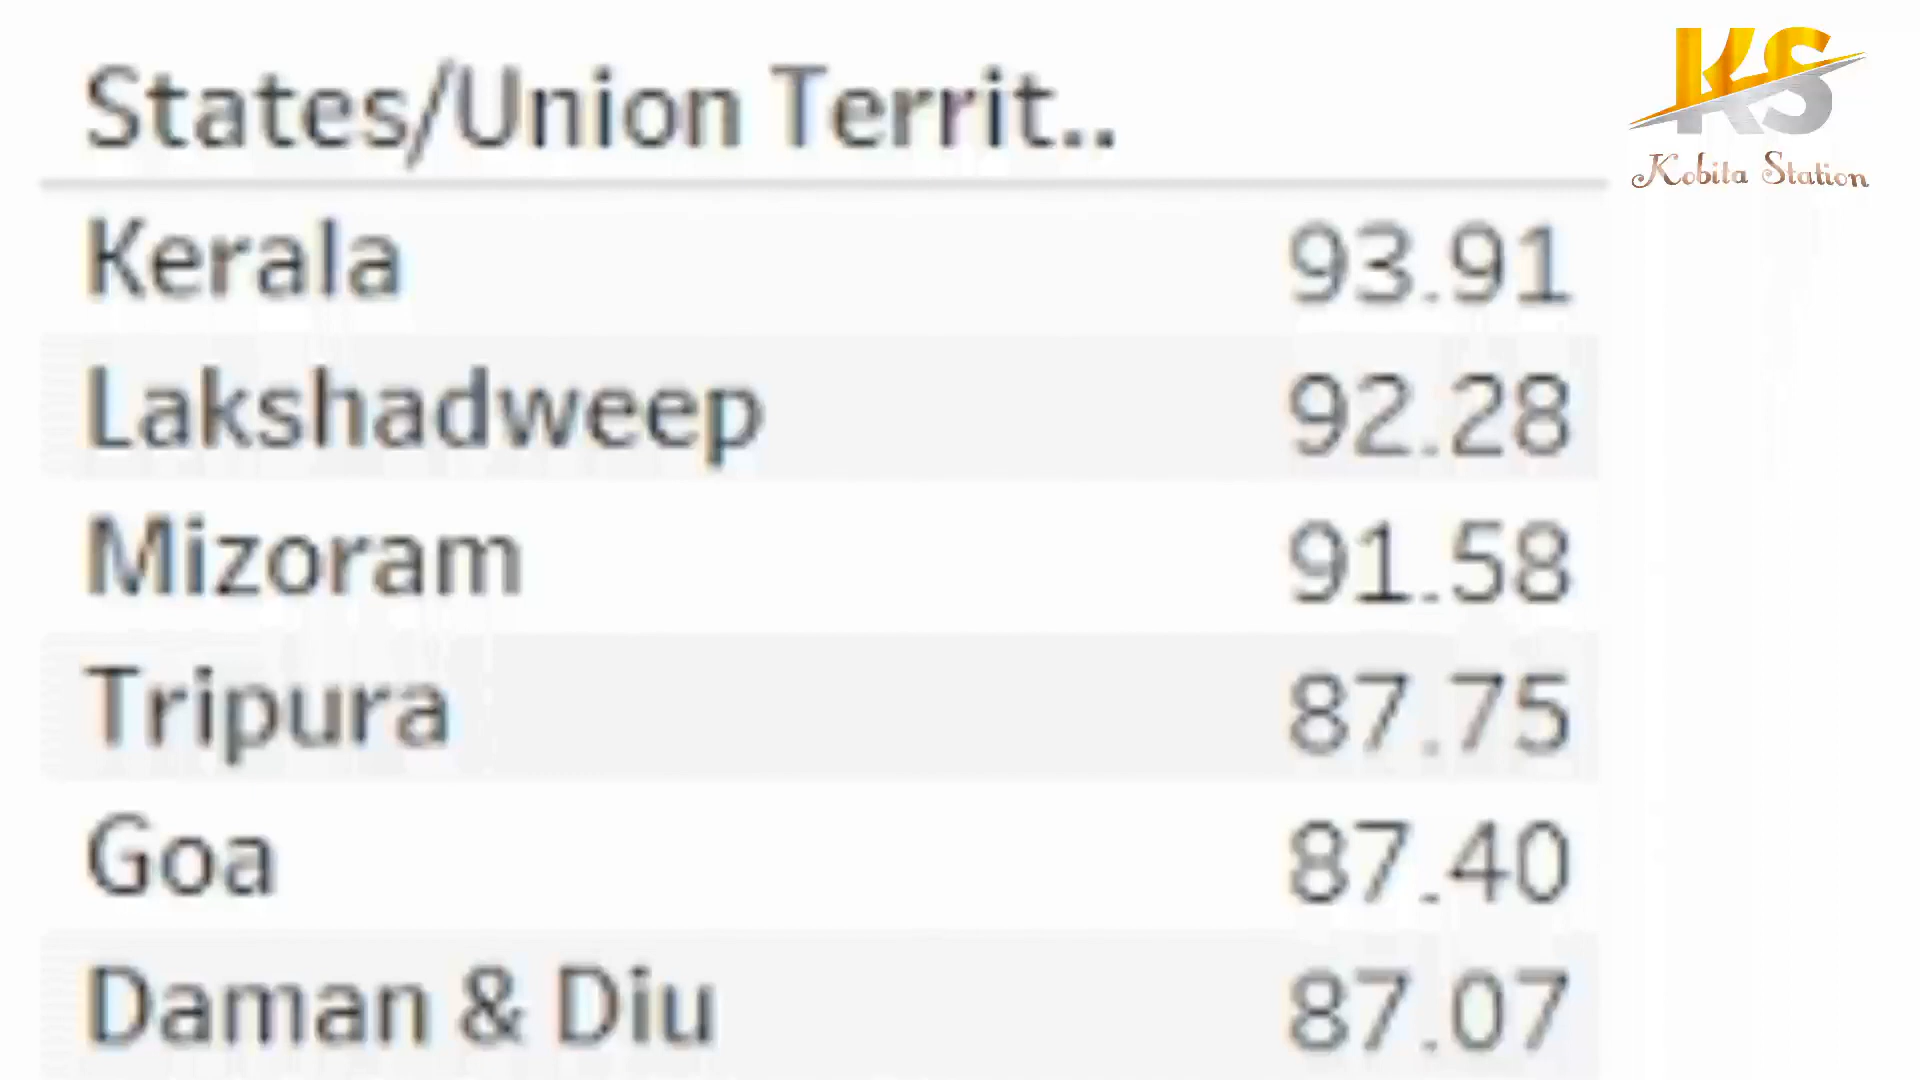 States/Union Territ..
Kerala 93.91
Lakshadweep 92.28
Mizoram 91.58
Tripura 87.75
Goa 87.40
Daman & Diu 87.07
KS
Kobita Station